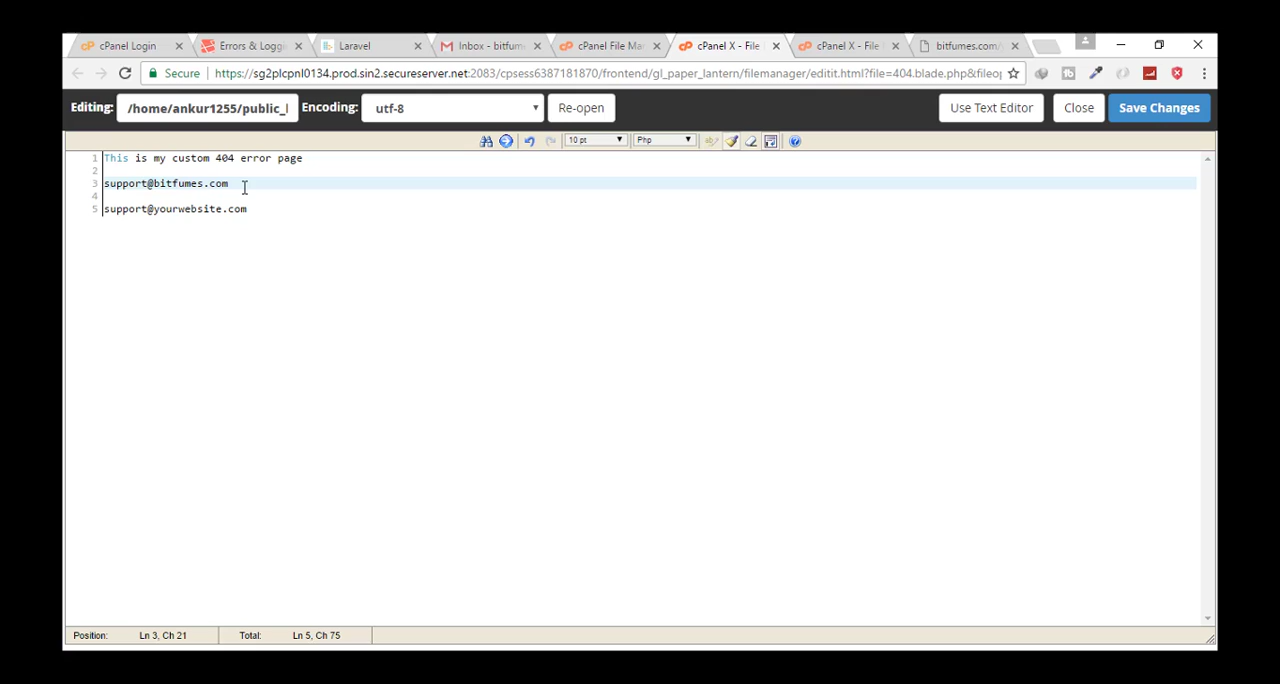 cPanel Login
Errors & Loggi
Laravel
Inbox - bitfum
cPanel File Ma
cPanel X - File
cPanel X - File
bitfumes.com/
Secure
https://sg2plcpnl0134.prod.sin2.secureserver.net:2083/cpsess6387181870/frontend/gl_paper_lantern/filemanager/editit.html?file=404.blade.php&fileop
Editing: /home/ankur1255/public_l Encoding: utf-8 Re-open Use Text Editor Close Save Changes
10 pt Php
1 This is my custom 404 error page
2
3 support@bitfumes.com
4
5 support@yourwebsite.com
Position: Ln 3, Ch 21 Total: Ln 5, Ch 75